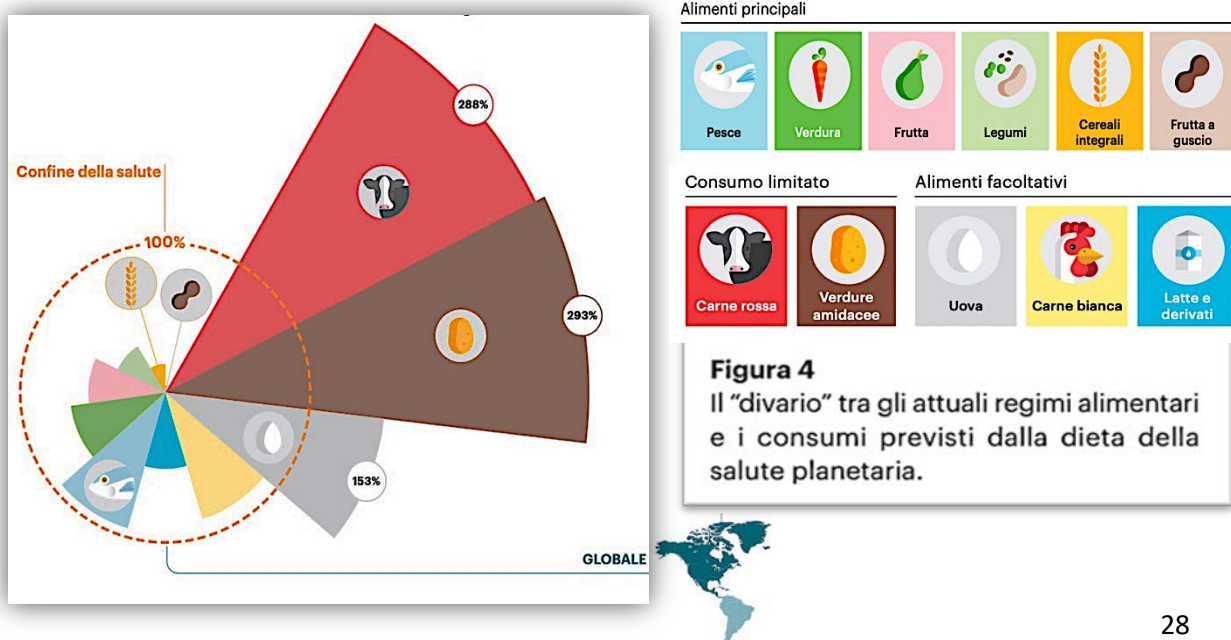 288%
Confine della salute
100%
293%
153%
GLOBALE
Alimenti principali
Pesce
Verdura
Frutta
Legumi
Cereali
integrali
Frutta a
guscio
Consumo limitato
Alimenti facoltativi
Carne rossa
Verdure
amidacee
Uova
Carne bianca
Latte e
derivati
Figura 4
Il "divario" tra gli attuali regimi alimentari
e i consumi previsti dalla dieta della
salute planetaria.
28